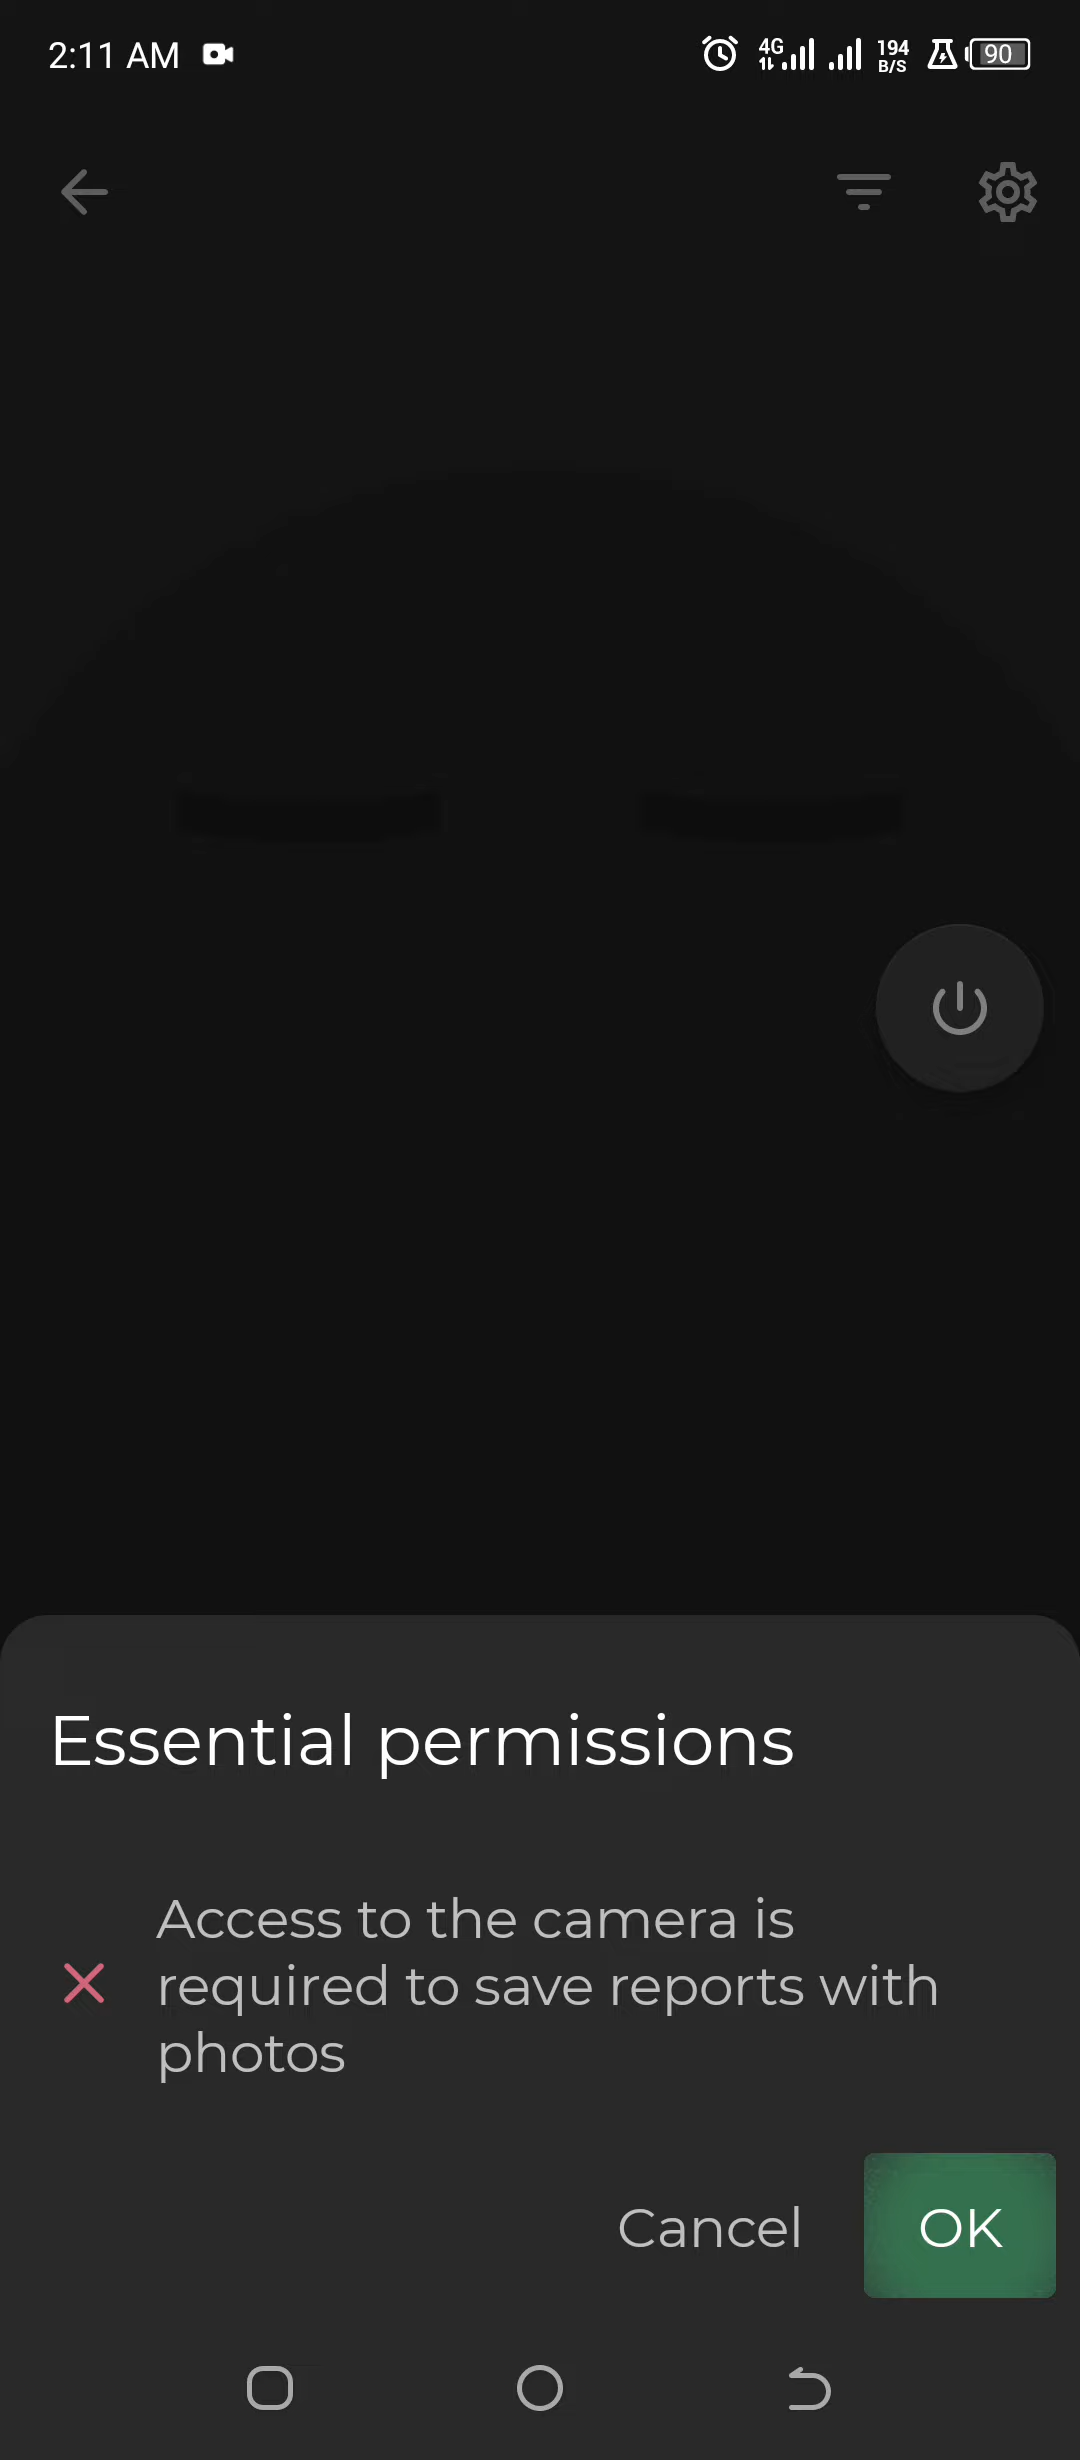 2:11 AM
4G
194
B/S
90
Essential permissions
Access to the camera is
required to save reports with
photos
Cancel
OK